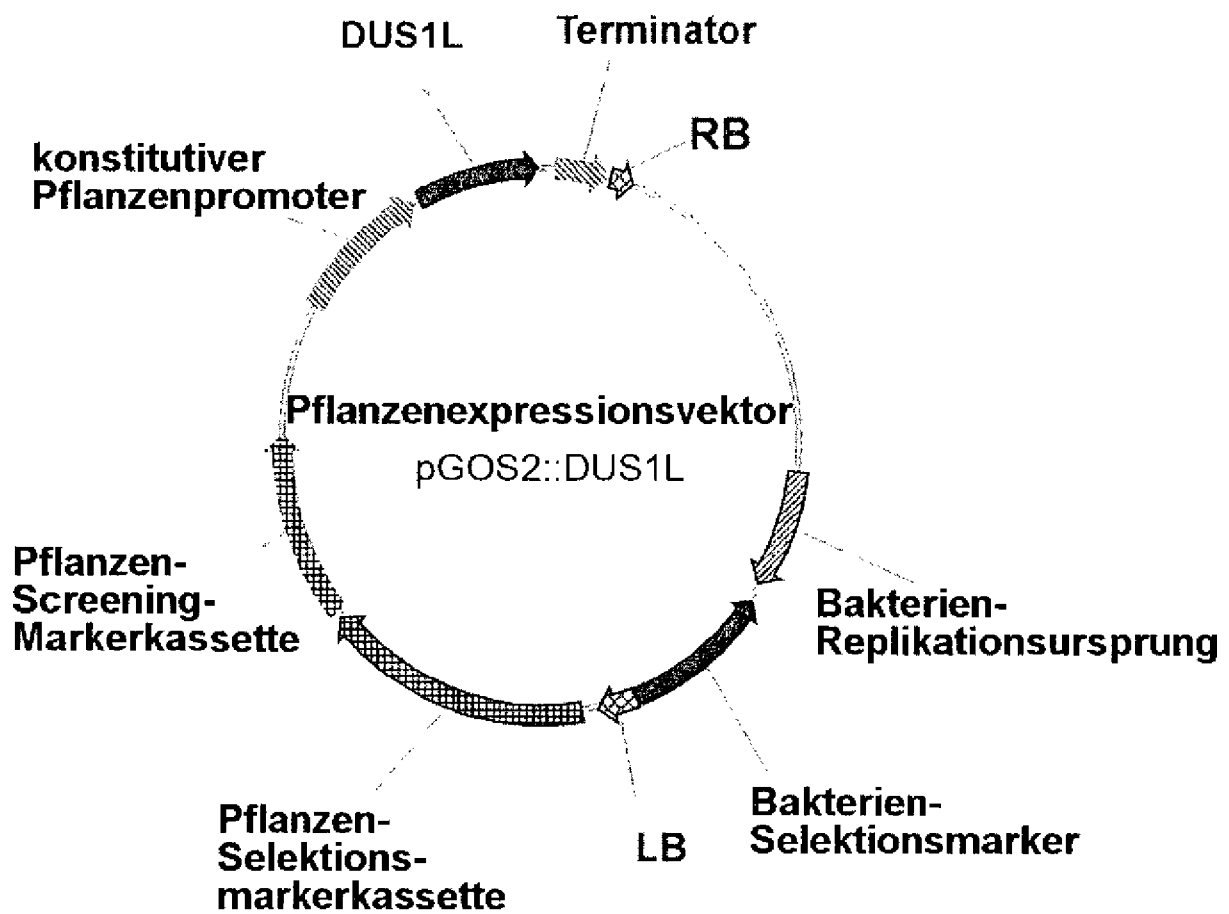 DUS1L
Terminator
RB
konstitutiver
Pflanzenpromoter
Pflanzenexpressionsvektor
pGOS2::DUS1L
Pflanzen-
Screening-
Markerkassette
Bakterien-
Replikationsursprung
Pflanzen-
Selektions-
markerkassette
LB
Bakterien-
Selektionsmarker